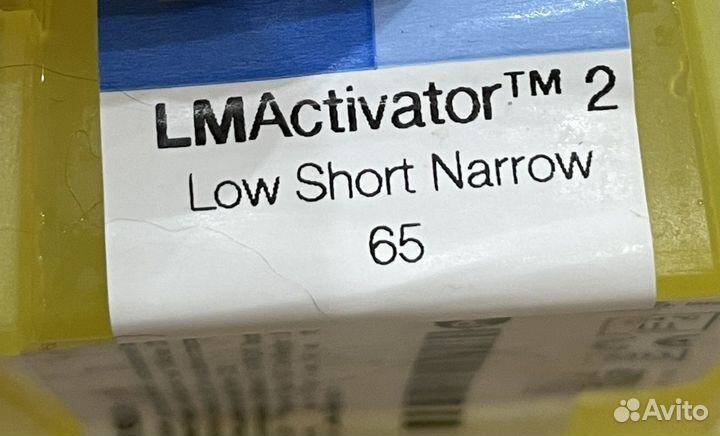 LMActivator™ 2
Low Short Narrow
65
Avito